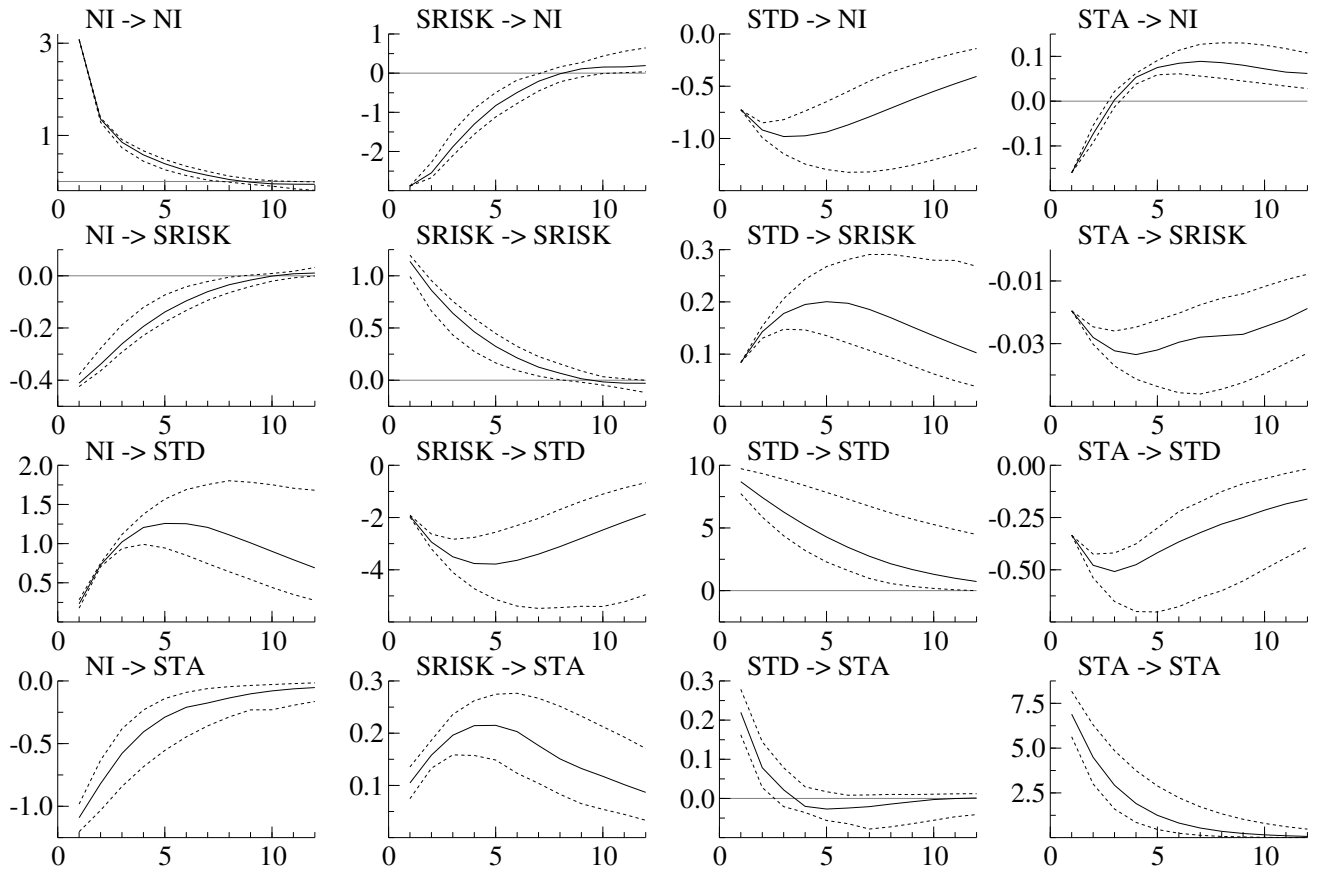 NI -> NI
3
1
0 5 10
SRISK -> NI
1
0
-1
-2
0 5 10
STD -> NI
0.0
-0.5
-1.0
0 5 10
STA -> NI
0.1
0.0
-0.1
0 5 10
NI -> SRISK
0.0
-0.2
-0.4
0 5 10
SRISK -> SRISK
1.0
0.5
0.0
0 5 10
STD -> SRISK
0.3
0.2
0.1
0 5 10
STA -> SRISK
-0.01
-0.03
0 5 10
NI -> STD
2.0
1.5
1.0
0.5
0 5 10
SRISK -> STD
0
-2
-4
0 5 10
STD -> STD
10
5
0
0 5 10
STA -> STD
0.00
-0.25
-0.50
0 5 10
NI -> STA
0.0
-0.5
-1.0
0 5 10
SRISK -> STA
0.3
0.2
0.1
0 5 10
STD -> STA
0.3
0.2
0.1
0.0
0 5 10
STA -> STA
7.5
5.0
2.5
0 5 10